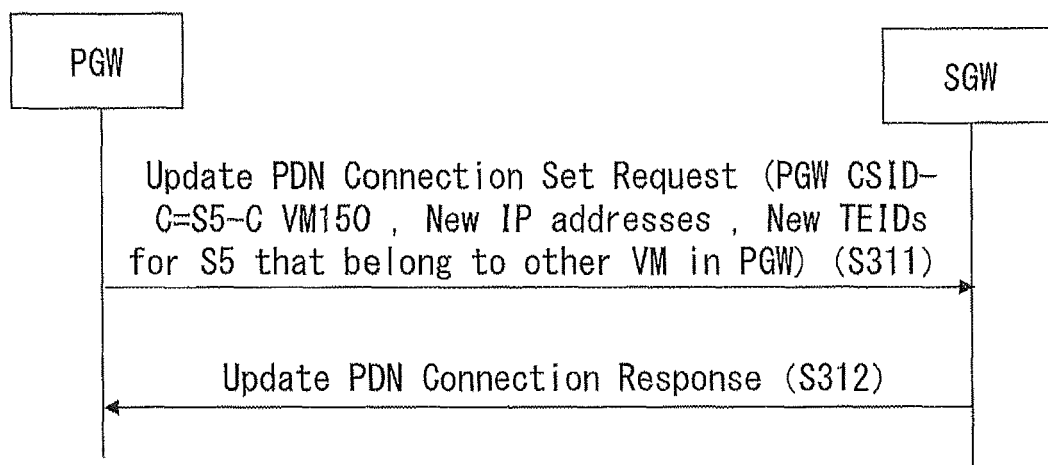 PGW
SGW
Update PDN Connection Set Request (PGW CSID-
C=S5-C VM150 , New IP addresses , New TEIDs
for S5 that belong to other VM in PGW) (S311)
Update PDN Connection Response (S312)